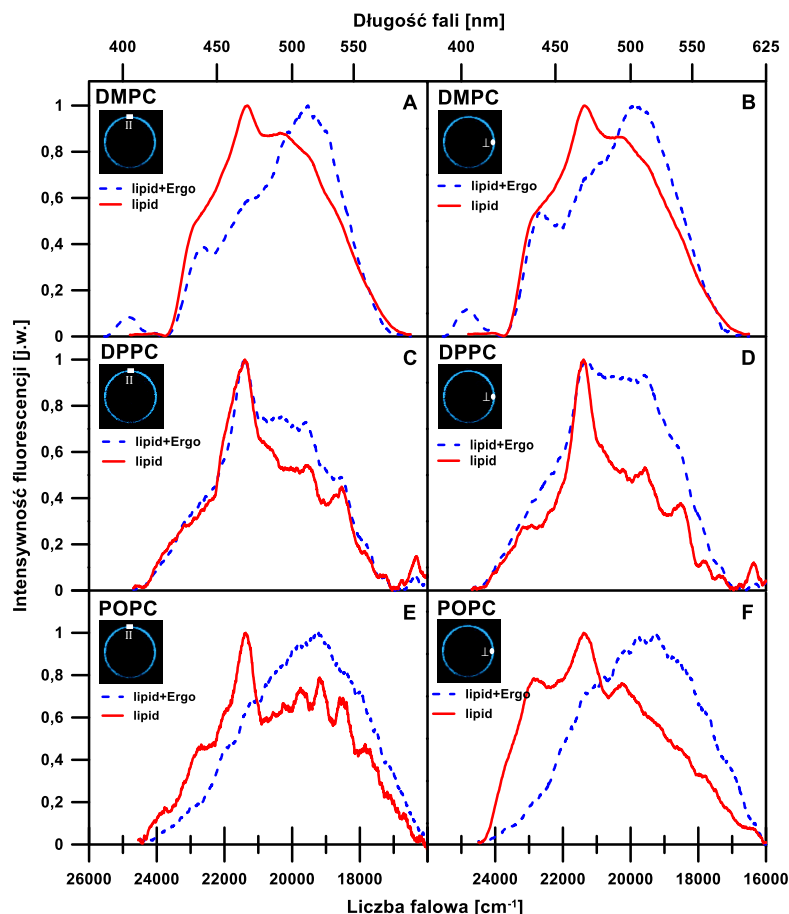 Długość fali [nm]
400 450 500 550 400 450 500 550 625
DMPC A
II
lipid+Ergo
lipid
DMPC B
⊥
lipid+Ergo
lipid
1
0,8
0,6
0,4
0,2
0
DPPC C
II
lipid+Ergo
lipid
DPPC D
⊥
lipid+Ergo
lipid
1
0,8
0,6
0,4
0,2
0
POPC E
II
lipid+Ergo
lipid
POPC F
⊥
lipid+Ergo
lipid
1
0,8
0,6
0,4
0,2
0
Intensywność fluorescencji [j.w.]
26000 24000 22000 20000 18000 24000 22000 20000 18000 16000
Liczba falowa [cm⁻¹]